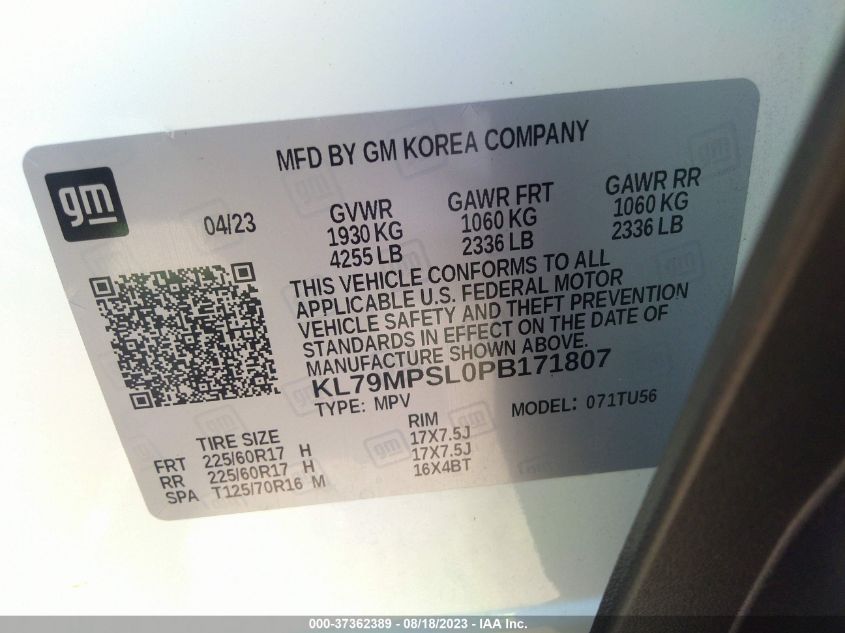 MFD BY GM KOREA COMPANY
gm
04/23
GVWR
1930 KG
4255 LB
GAWR FRT
1060 KG
2336 LB
GAWR RR
1060 KG
2336 LB
THIS VEHICLE CONFORMS TO ALL
APPLICABLE U.S. FEDERAL MOTOR
VEHICLE SAFETY AND THEFT PREVENTION
STANDARDS IN EFFECT ON THE DATE OF
MANUFACTURE SHOWN ABOVE.
KL79MPSL0PB171807
TYPE: MPV
MODEL: 071TU56
TIRE SIZE
RIM
FRT 225/60R17 H 17X7.5J
RR 225/60R17 H 17X7.5J
SPA T125/70R16 M 16X4BT
000-37362389 - 08/18/2023 - IAA Inc.